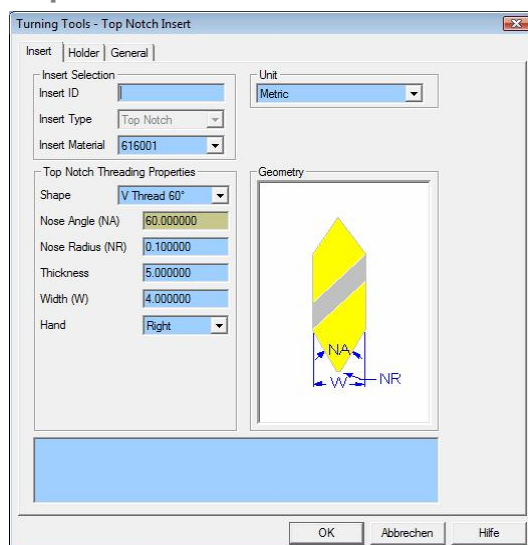 Turning Tools - Top Notch Insert
Insert Holder General
Insert Selection
Insert ID
Insert Type Top Notch
Insert Material 616001
Unit
Metric
Top Notch Threading Properties
Shape V Thread 60°
Nose Angle (NA) 60.000000
Nose Radius (NR) 0.100000
Thickness 5.000000
Width (W) 4.000000
Hand Right
Geometry
NA
W NR
OK Abbrechen Hilfe